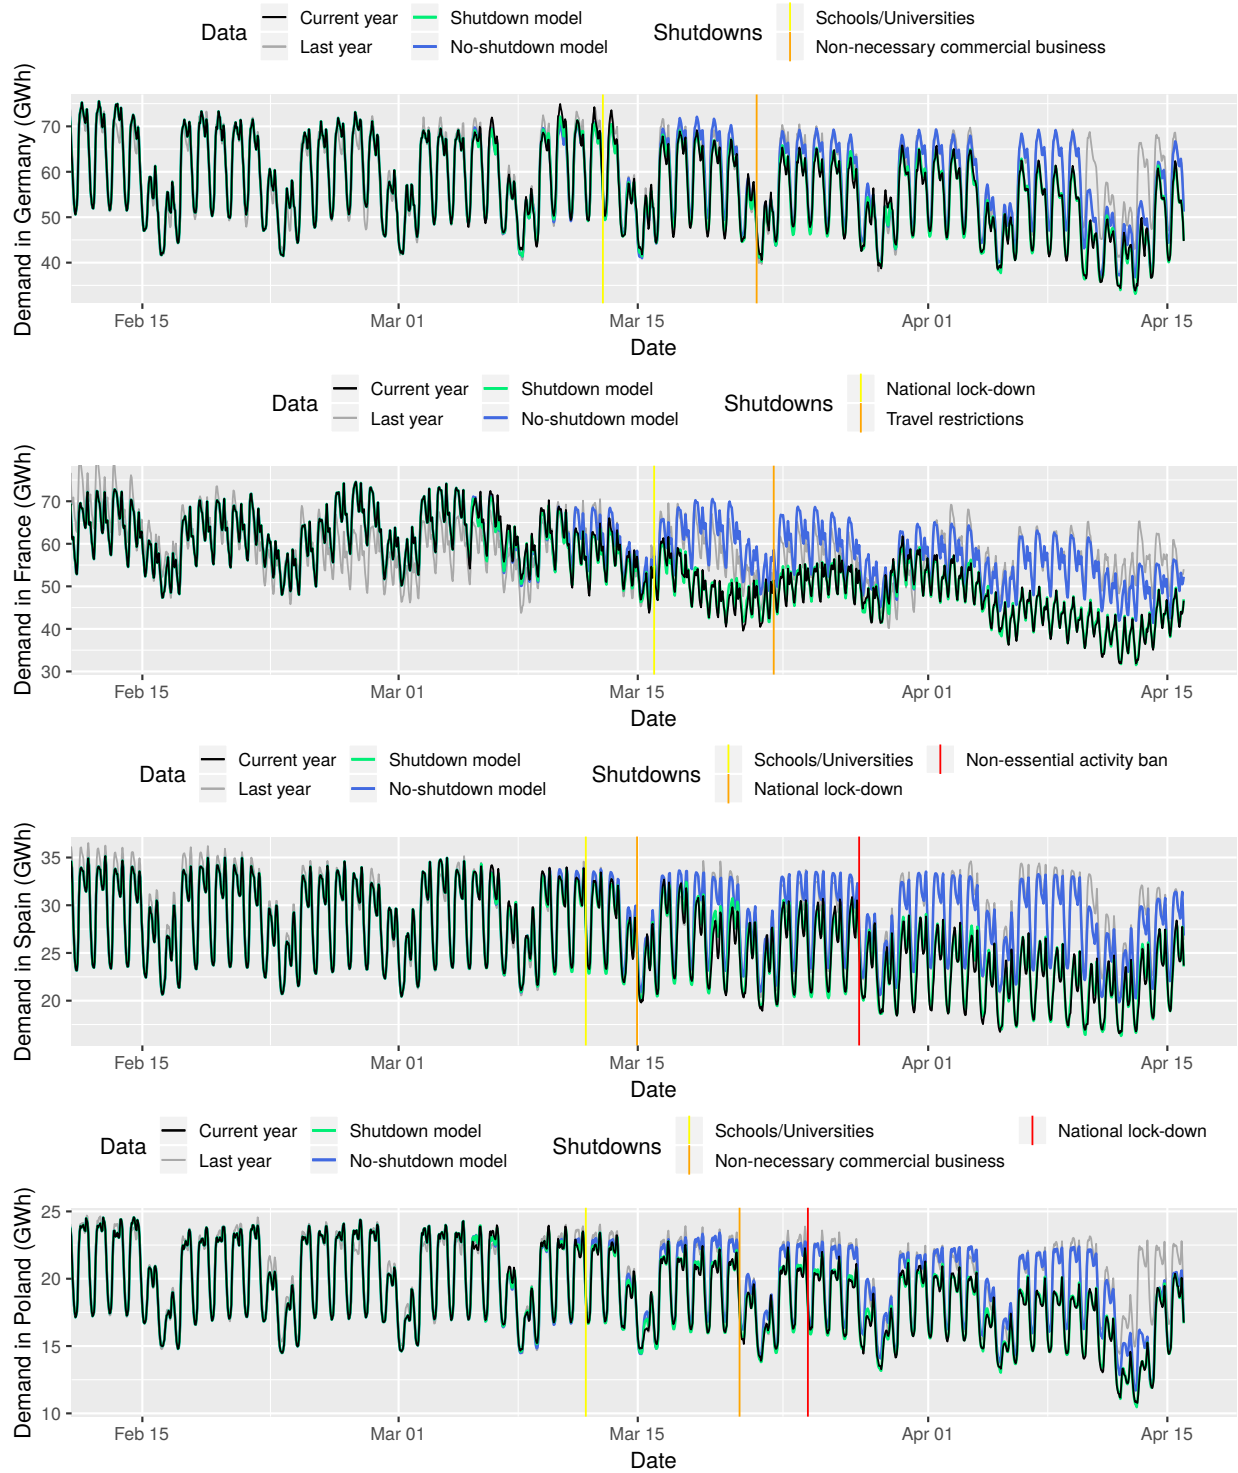 Data Current year Shutdown model Shutdowns Schools/Universities
Last year No-shutdown model Non-necessary commercial business
Demand in Germany (GWh)
70
60
50
40
Feb 15 Mar 01 Mar 15 Apr 01 Apr 15
Date
Data Current year Shutdown model Shutdowns National lock-down
Last year No-shutdown model Travel restrictions
Demand in France (GWh)
70
60
50
40
30
Feb 15 Mar 01 Mar 15 Apr 01 Apr 15
Date
Data Current year Shutdown model Shutdowns Schools/Universities Non-essential activity ban
Last year No-shutdown model National lock-down
Demand in Spain (GWh)
35
30
25
20
Feb 15 Mar 01 Mar 15 Apr 01 Apr 15
Date
Data Current year Shutdown model Shutdowns Schools/Universities National lock-down
Last year No-shutdown model Non-necessary commercial business
Demand in Poland (GWh)
25
20
15
10
Feb 15 Mar 01 Mar 15 Apr 01 Apr 15
Date